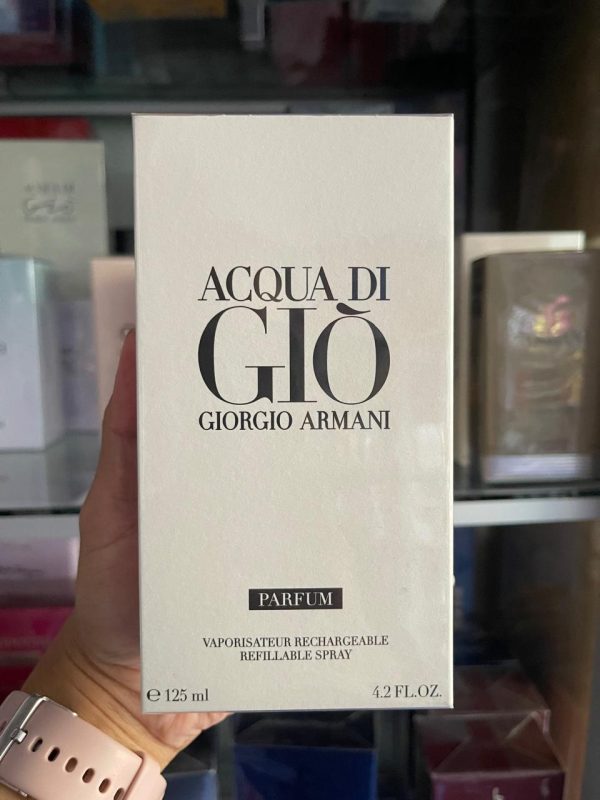 ACQUA DI
GIÒ
GIORGIO ARMANI
PARFUM
VAPORISATEUR RECHARGEABLE
REFILLABLE SPRAY
℮ 125 ml
4.2 FL.OZ.